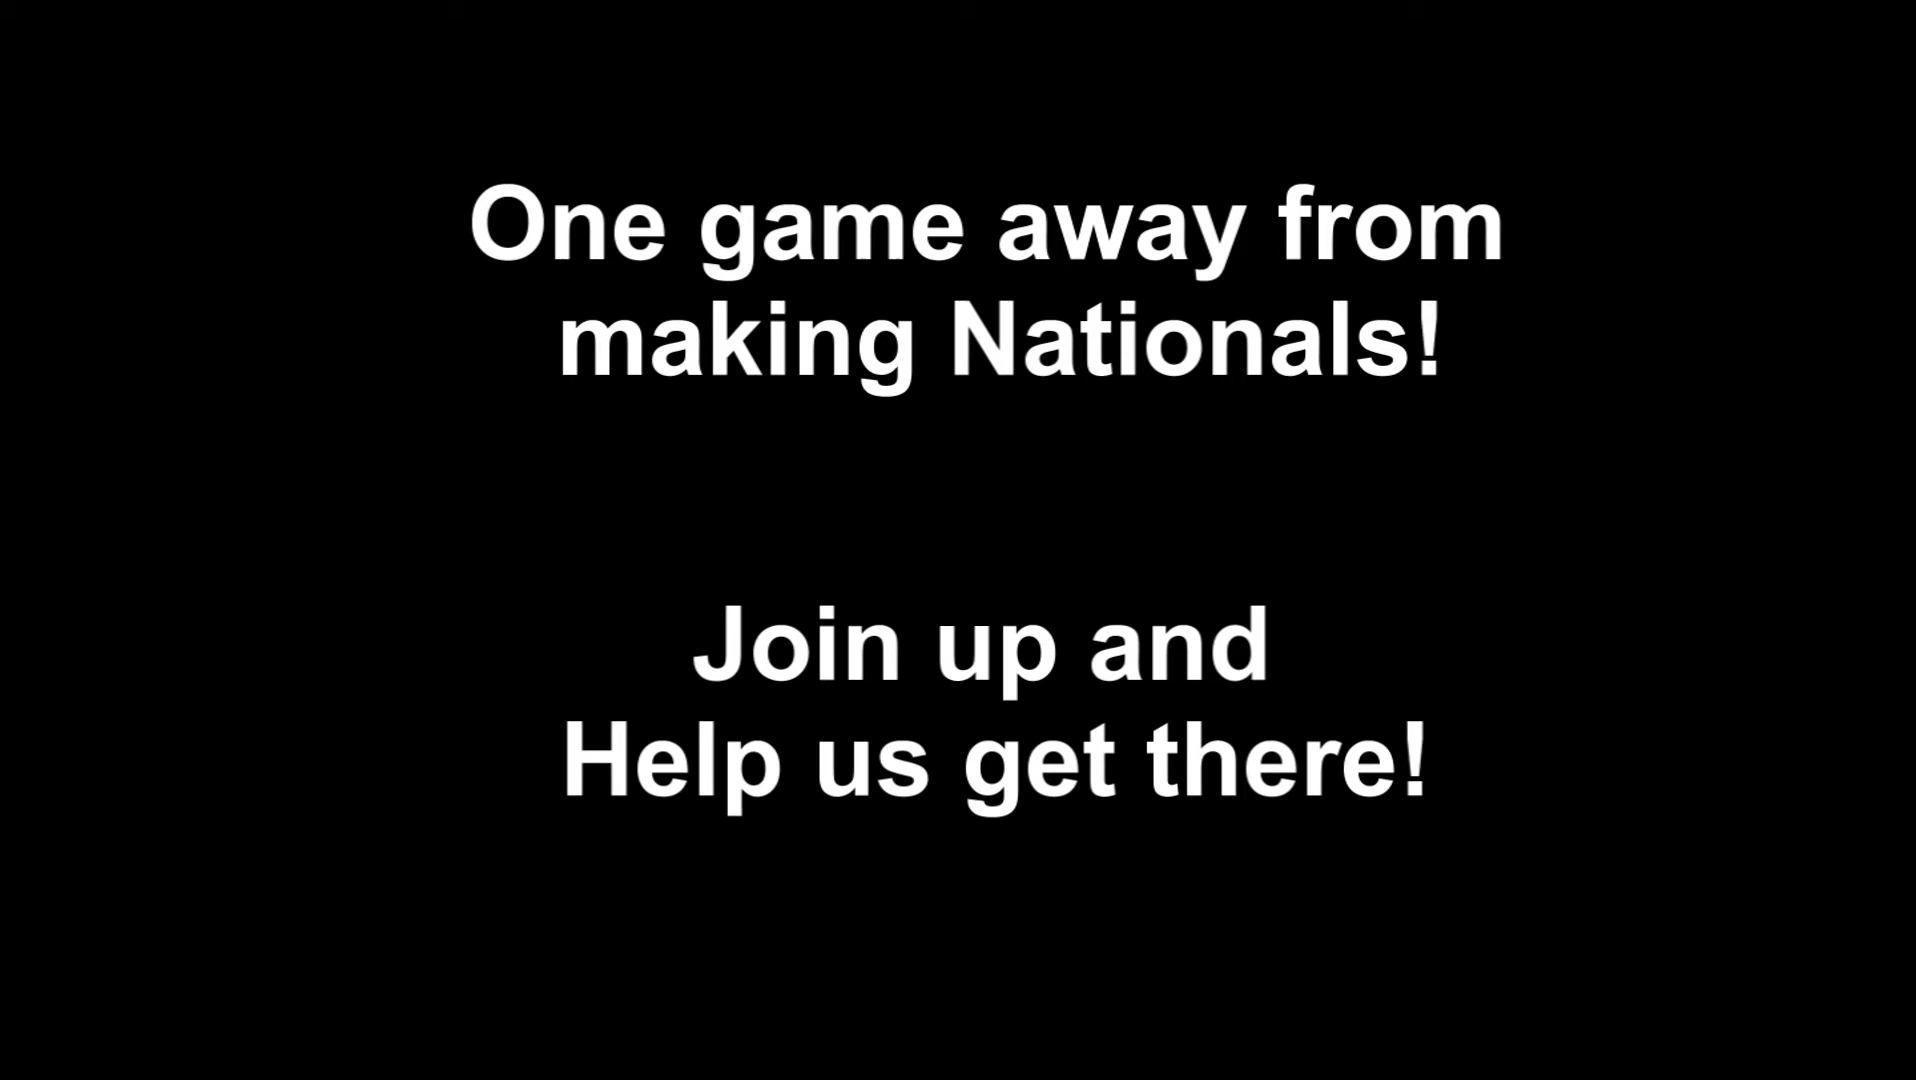 One game away from
making Nationals!
Join up and
Help us get there!